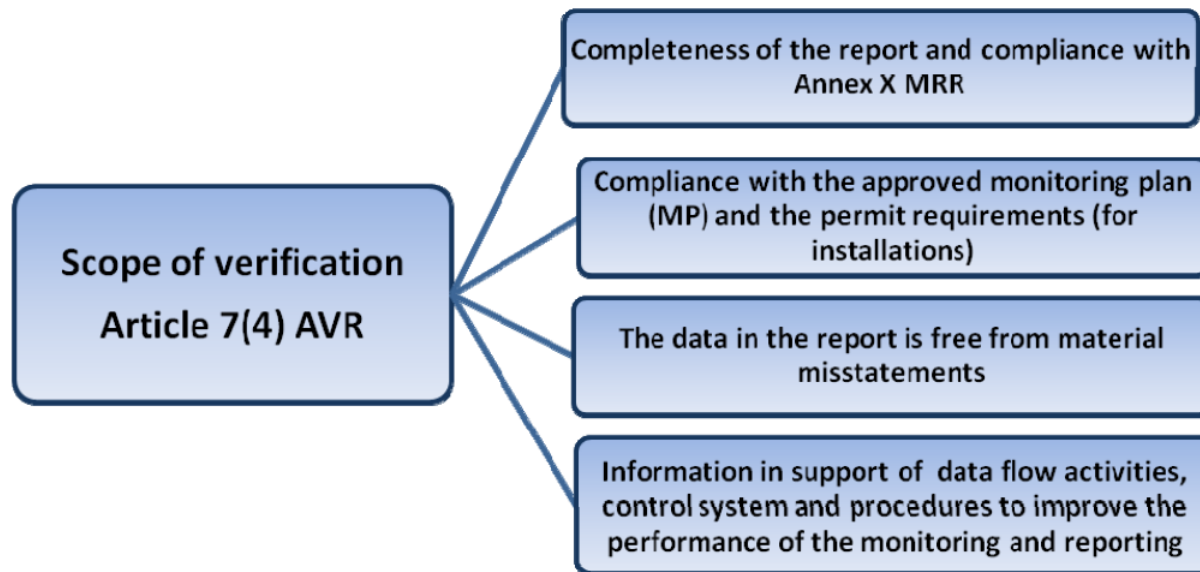 Scope of verification
Article 7(4) AVR
Completeness of the report and compliance with
Annex X MRR
Compliance with the approved monitoring plan
(MP) and the permit requirements (for
installations)
The data in the report is free from material
misstatements
Information in support of data flow activities,
control system and procedures to improve the
performance of the monitoring and reporting